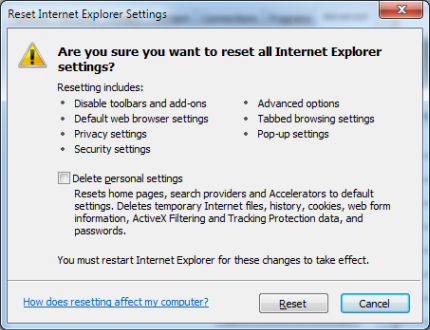 Reset Internet Explorer Settings
Are you sure you want to reset all Internet Explorer
settings?
Resetting includes:
• Disable toolbars and add-ons
• Default web browser settings
• Privacy settings
• Security settings
• Advanced options
• Tabbed browsing settings
• Pop-up settings
Delete personal settings
Resets home pages, search providers and Accelerators to default
settings. Deletes temporary Internet files, history, cookies, web form
information, ActiveX Filtering and Tracking Protection data, and
passwords.
You must restart Internet Explorer for these changes to take effect.
How does resetting affect my computer?
Reset
Cancel